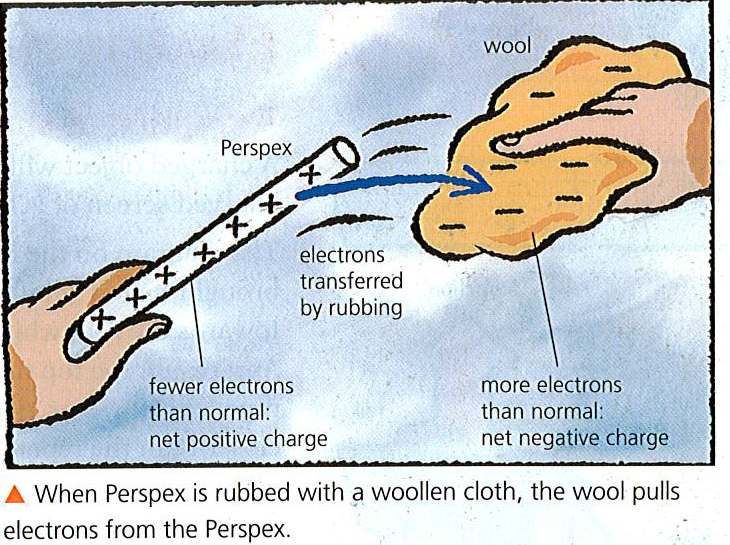 wool
Perspex
electrons
transferred
by rubbing
fewer electrons
than normal:
net positive charge
more electrons
than normal:
net negative charge
▲ When Perspex is rubbed with a woollen cloth, the wool pulls
electrons from the Perspex.